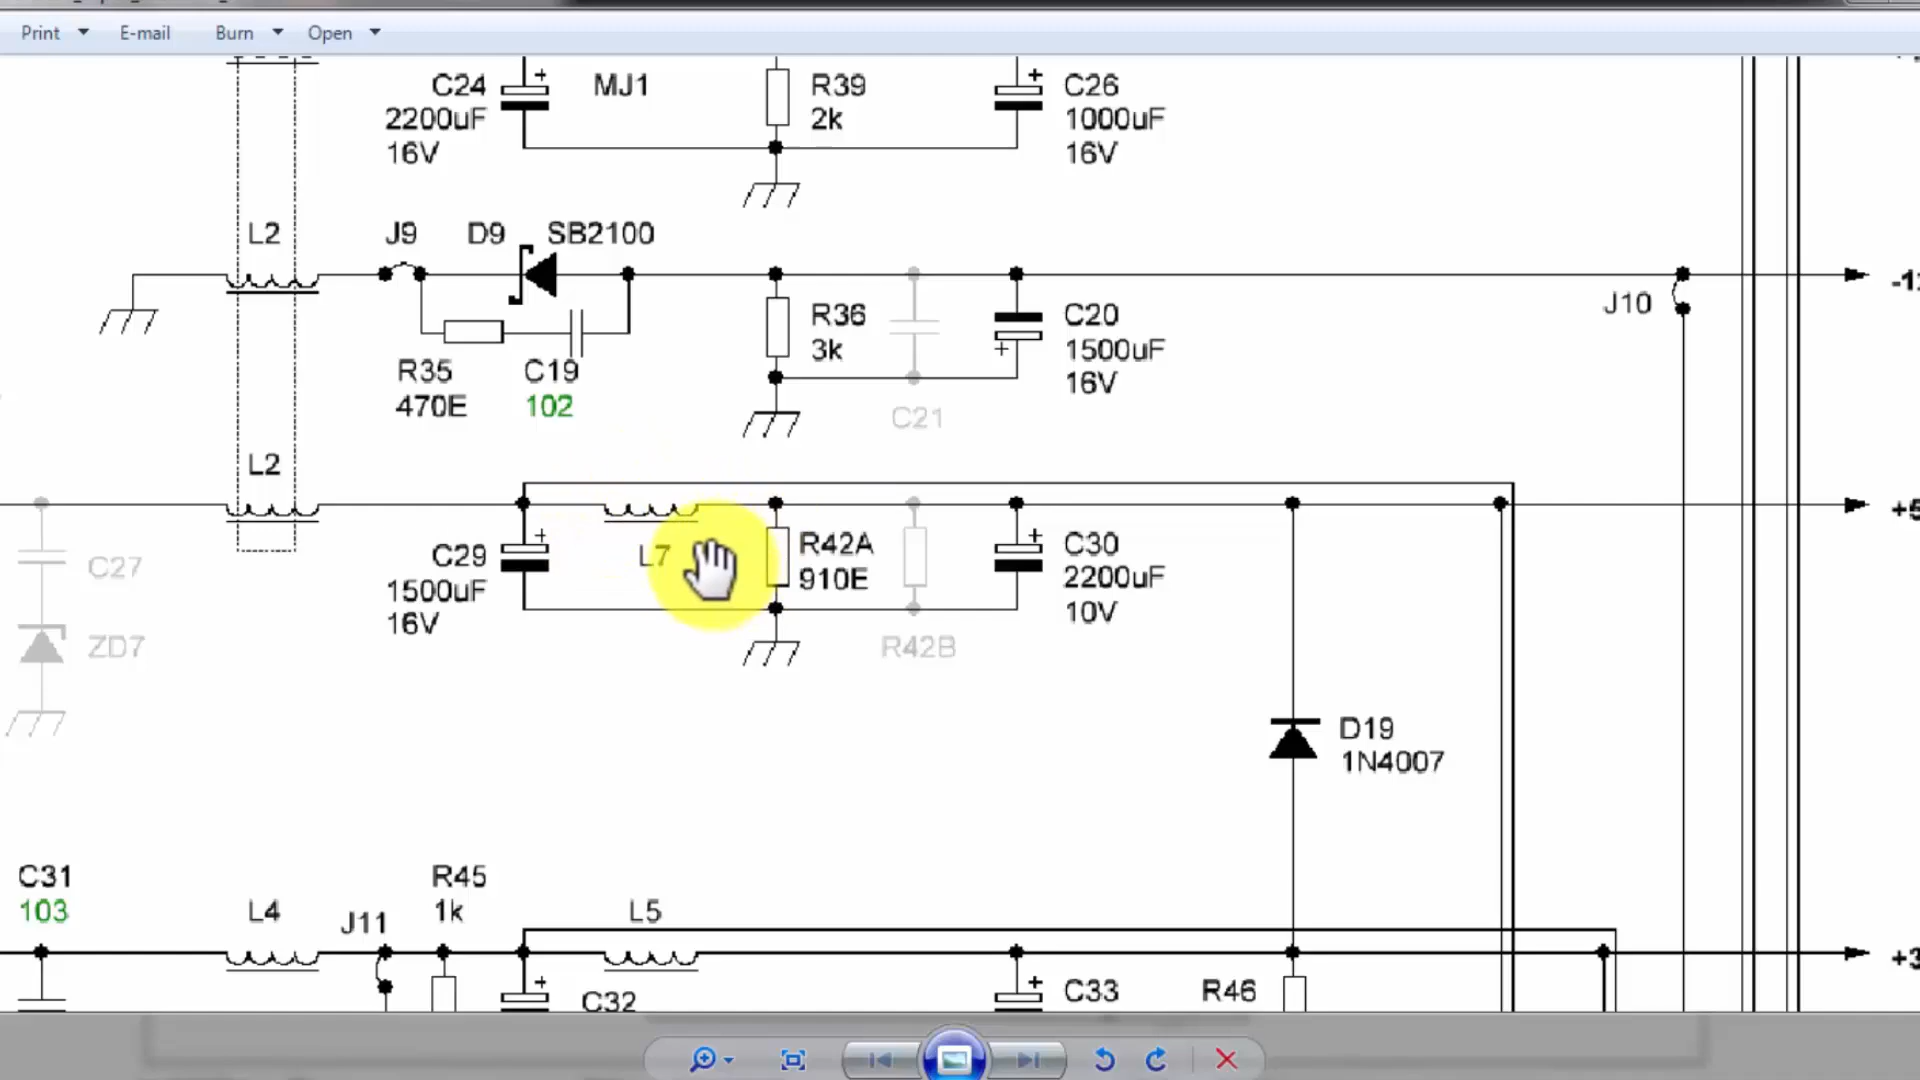 Print E-mail Burn Open
C24 MJ1 R39 C26
2200uF 2k 1000uF
16V 16V
L2 J9 D9 SB2100
-1
J10
R36 C20
3k 1500uF
16V
R35 C19
470E 102
C21
L2
+5
C29 L7 R42A C30
1500uF 910E 2200uF
16V 10V
C27
ZD7 R42B
D19
1N4007
C31 R45
103 L4 J11 1k L5
+3
C32 C33 R46